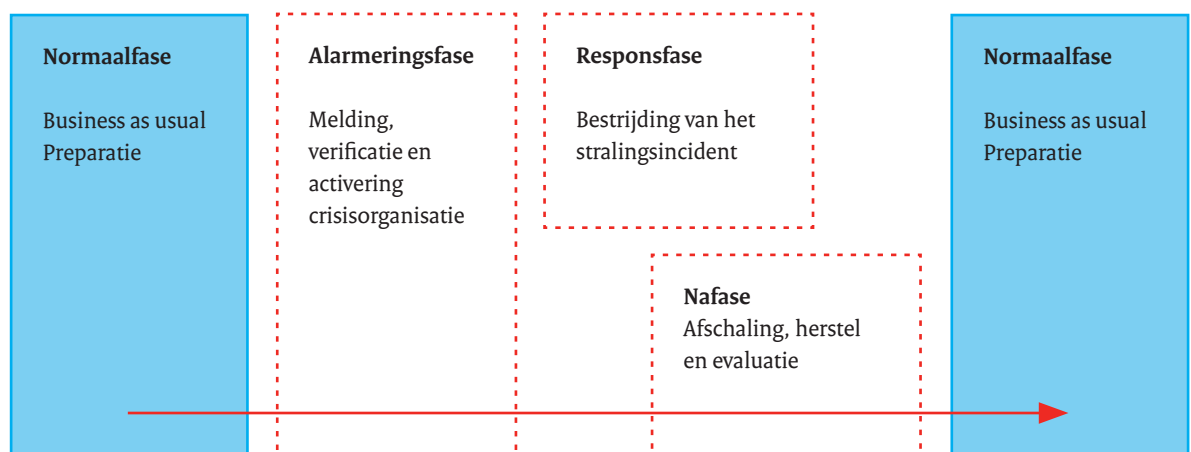 Normaalfase
Business as usual
Preparatie
Alarmeringsfase
Melding,
verificatie en
activering
crisisorganisatie
Responsfase
Bestrijding van het
stralingsincident
Nafase
Afschaling, herstel
en evaluatie
Normaalfase
Business as usual
Preparatie